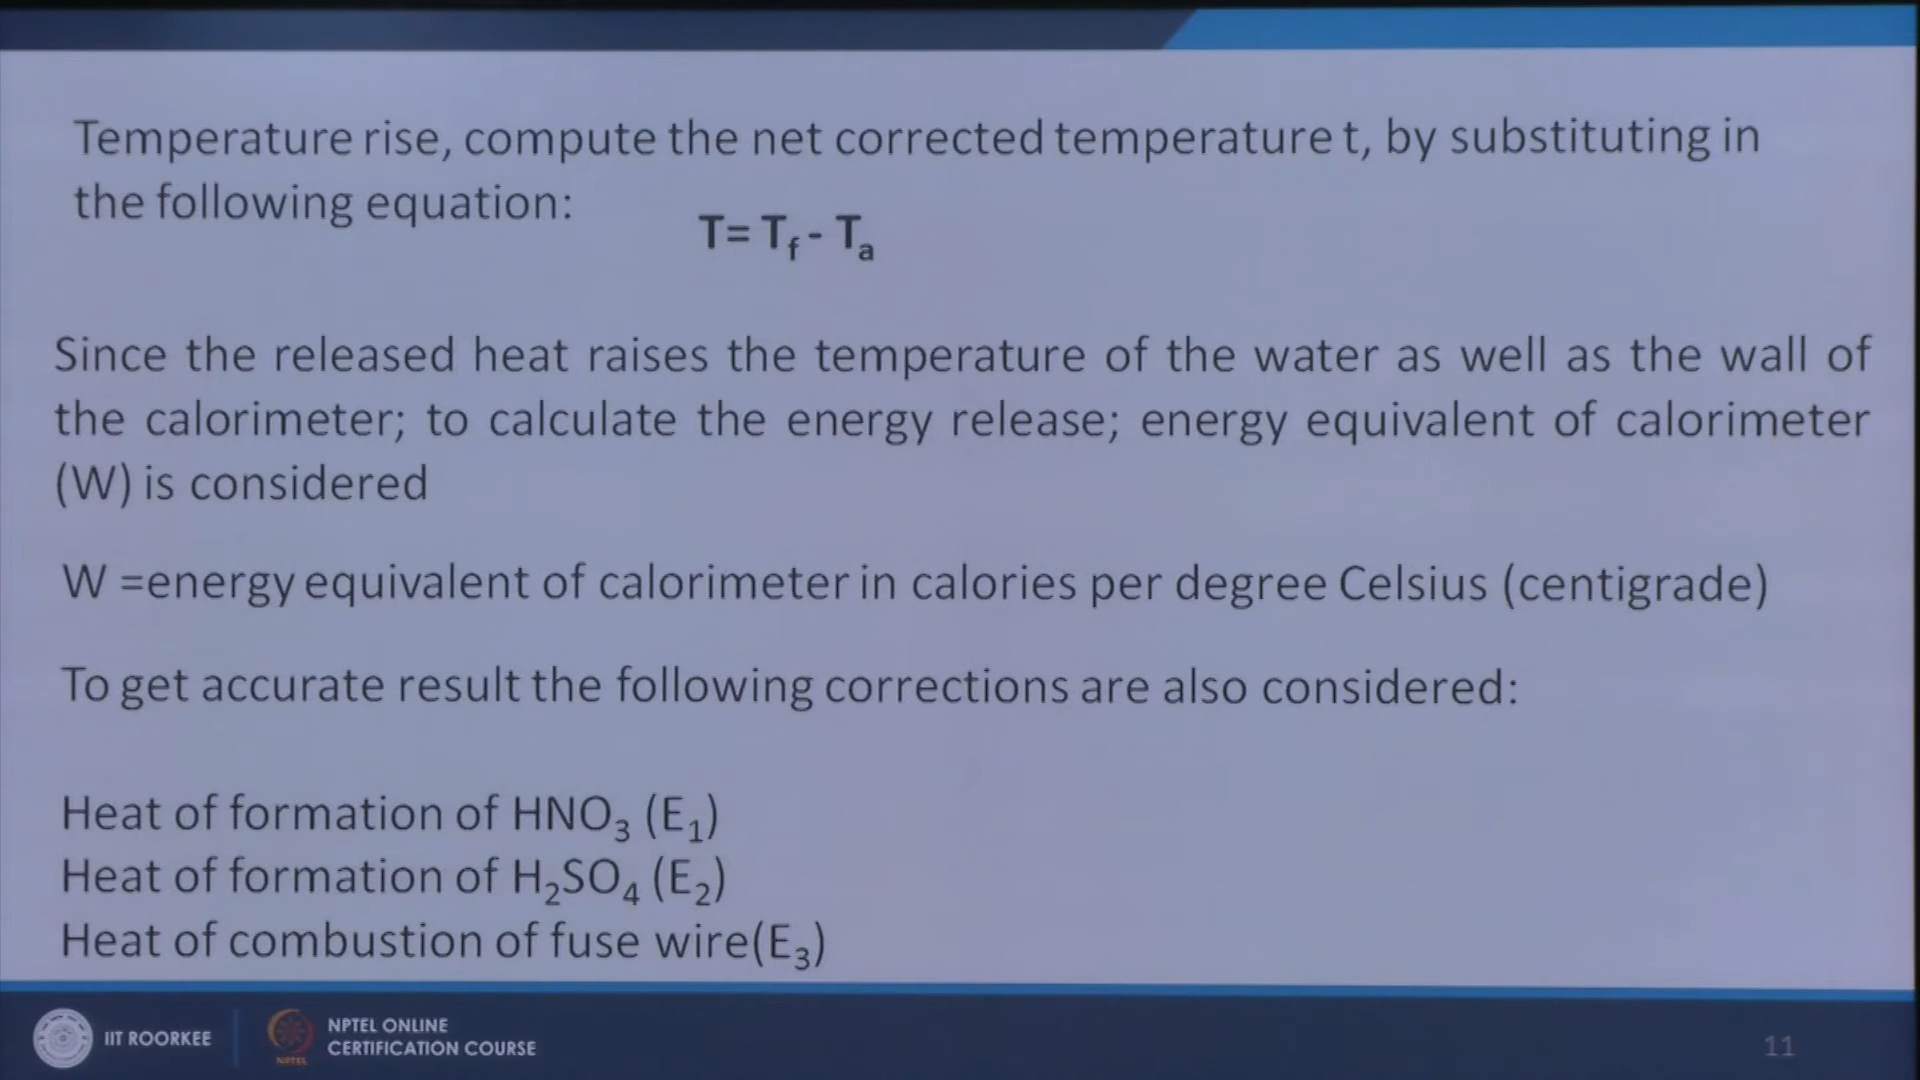 Temperature rise, compute the net corrected temperature t, by substituting in
the following equation:
T= T_f - T_a
Since the released heat raises the temperature of the water as well as the wall of
the calorimeter; to calculate the energy release; energy equivalent of calorimeter
(W) is considered
W =energy equivalent of calorimeter in calories per degree Celsius (centigrade)
To get accurate result the following corrections are also considered:
Heat of formation of HNO₃ (E₁)
Heat of formation of H₂SO₄ (E₂)
Heat of combustion of fuse wire(E₃)
IIT ROORKEE
NPTEL
NPTEL ONLINE
CERTIFICATION COURSE
11